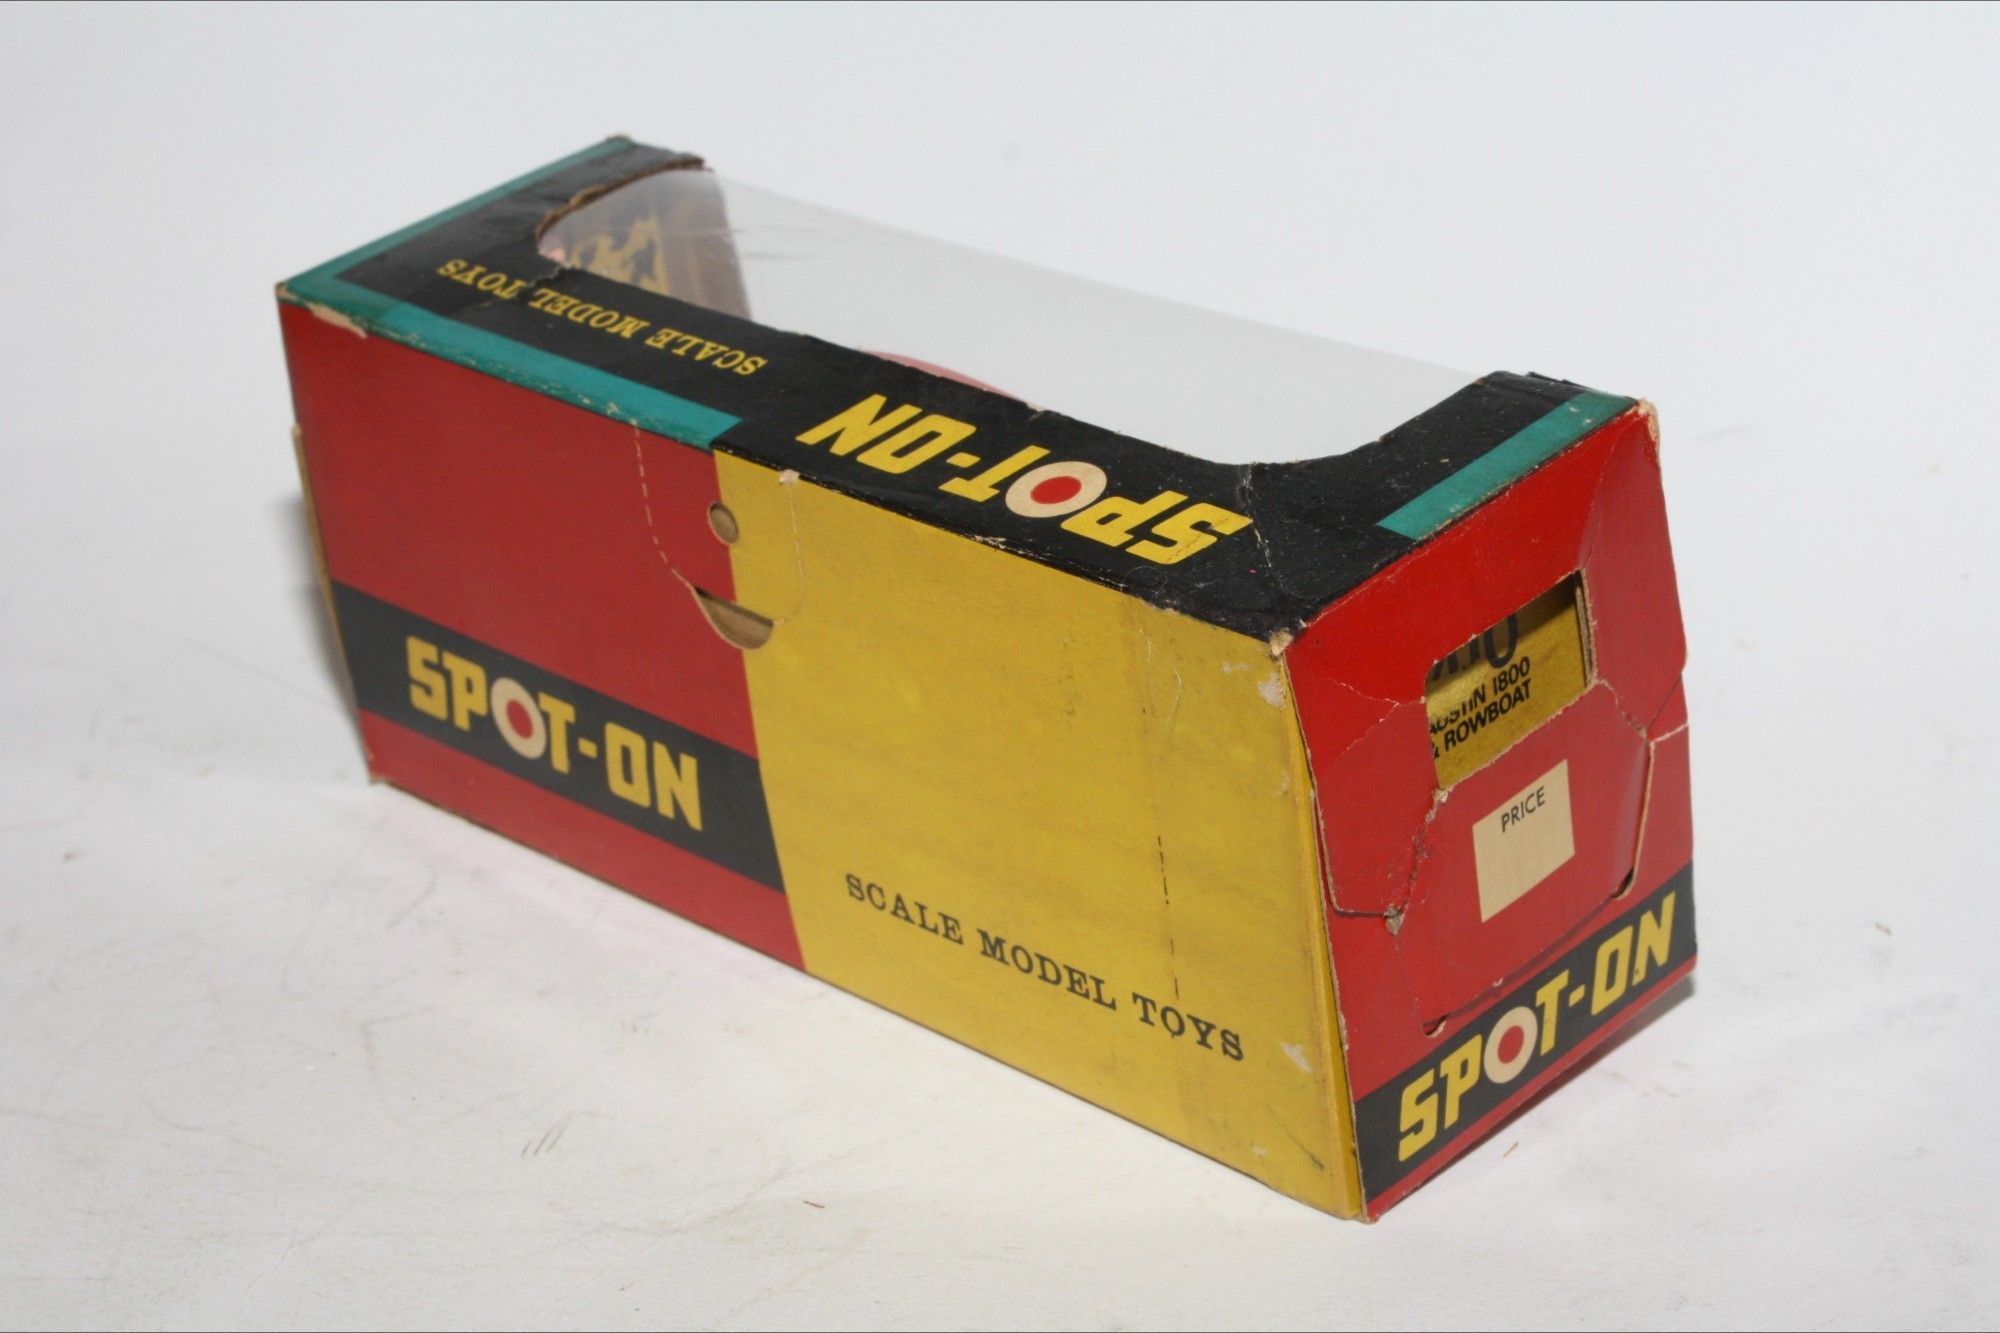 SCALE MODEL TOYS
SPOT-ON
SPOT-ON
SCALE MODEL TOYS
AUSTIN 1800
& ROWBOAT
PRICE
SPOT-ON